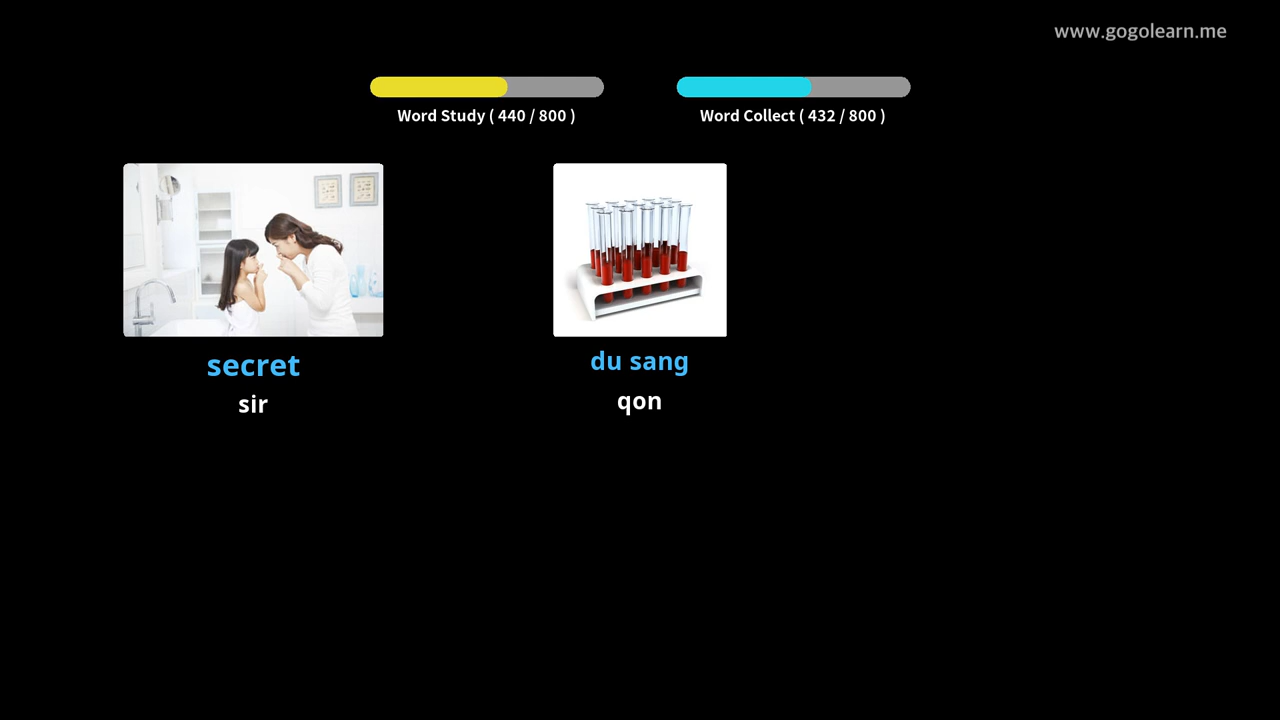 www.gogolearn.me
Word Study ( 440 / 800 )
Word Collect ( 432 / 800 )
secret
sir
du sang
qon